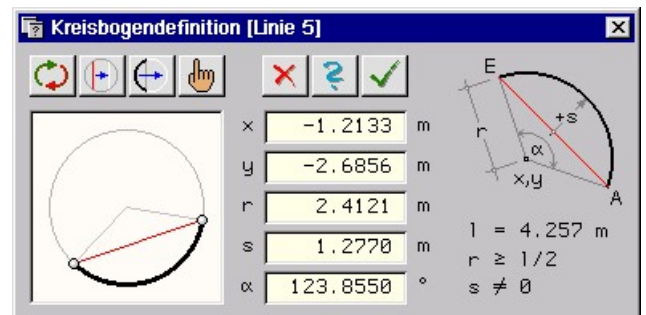 Kreisbogendefinition [Linie 5]
x -1.2133 m
y -2.6856 m
r 2.4121 m
s 1.2770 m
α 123.8550 °
E
+s
r
α
x,y
A
l = 4.257 m
r ≥ l/2
s ≠ 0